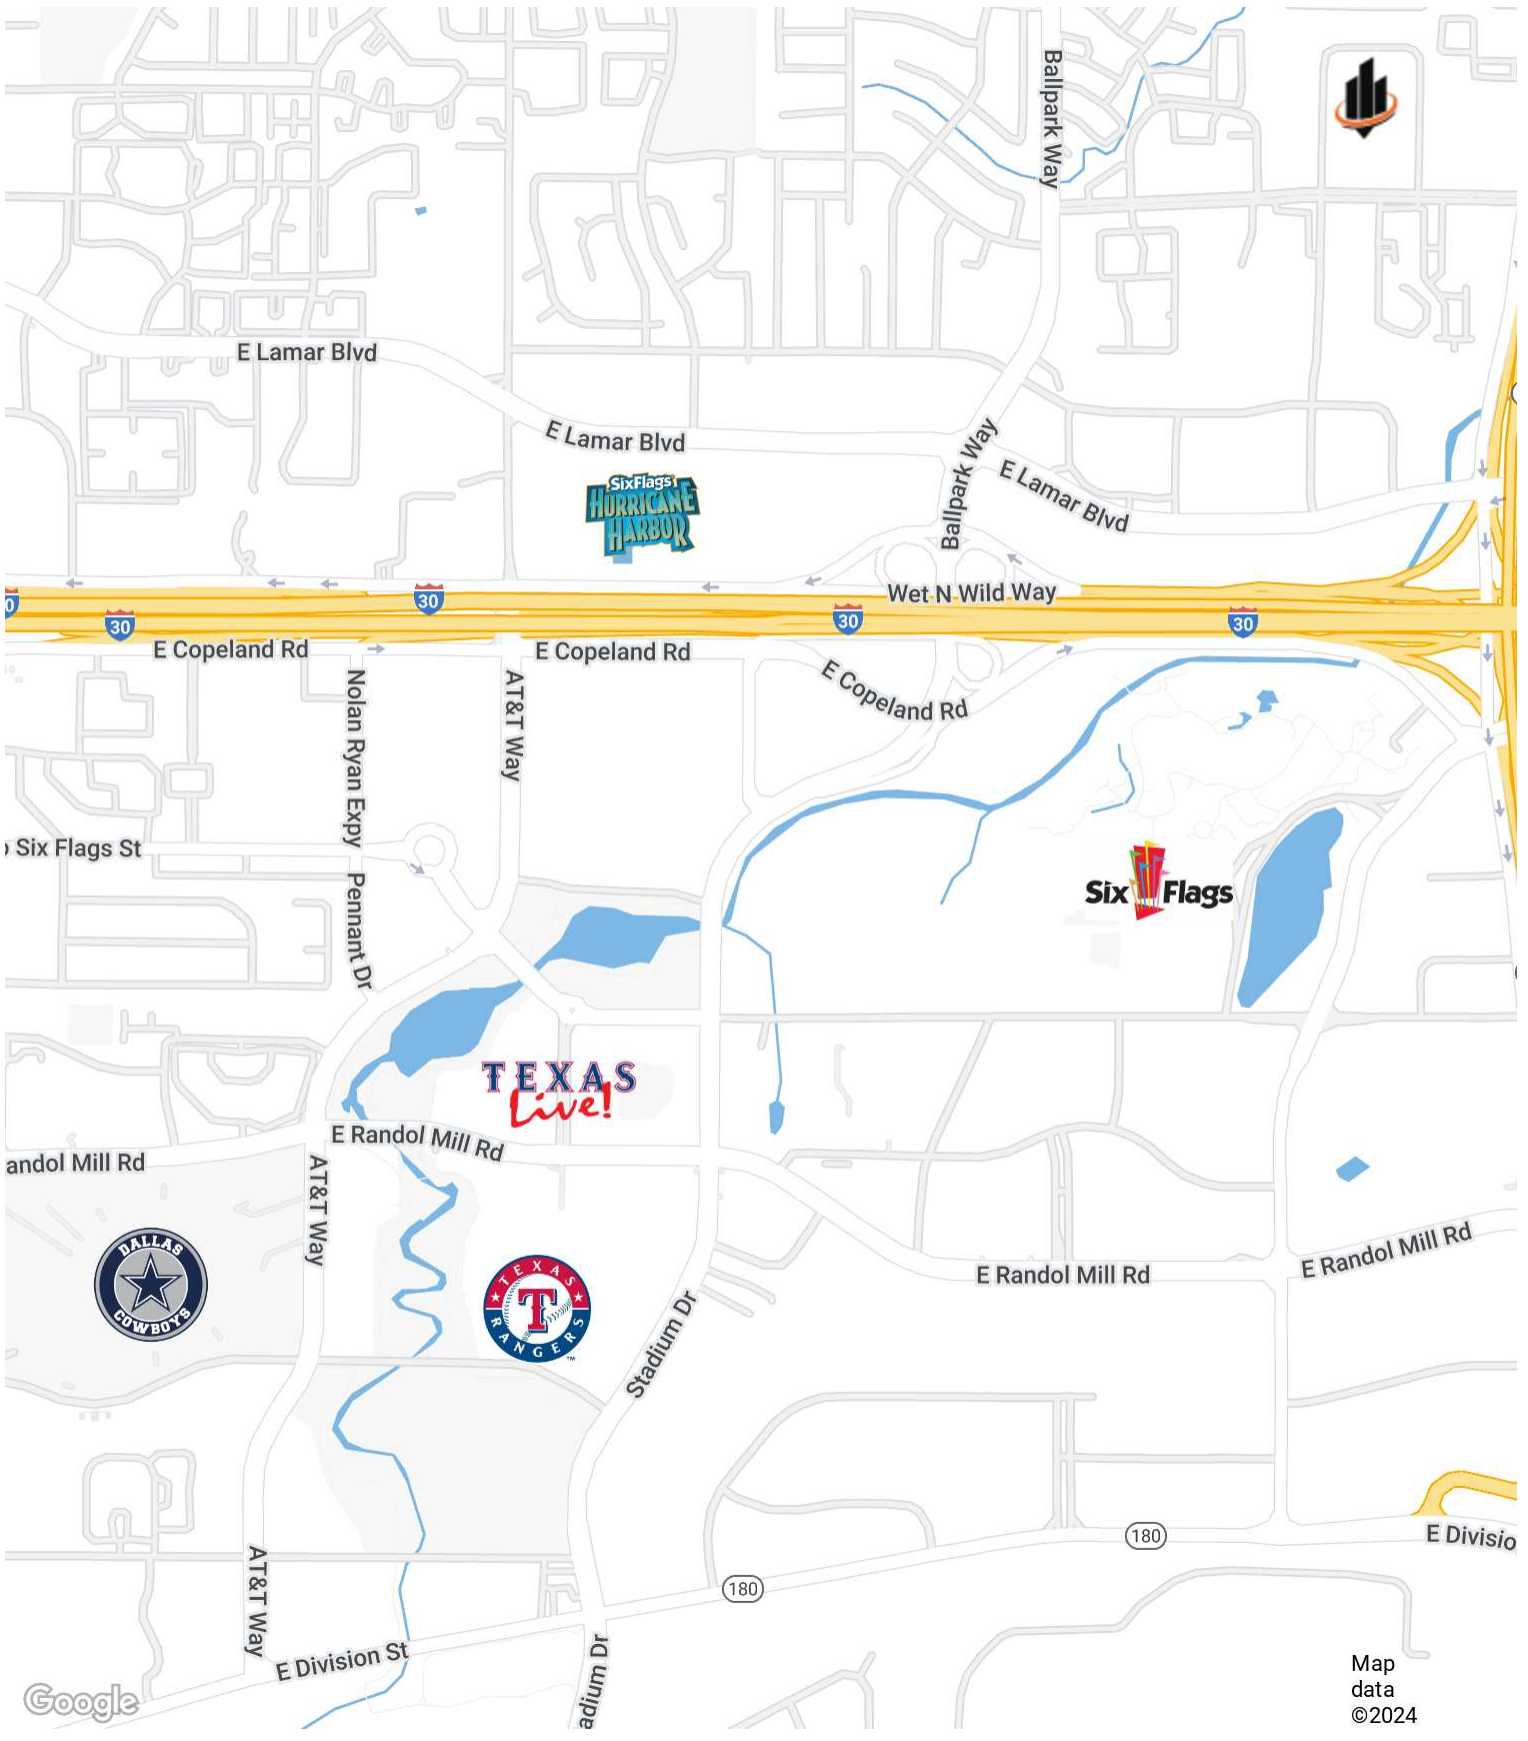 Ballpark Way
E Lamar Blvd
E Lamar Blvd
Ballpark Way
E Lamar Blvd
SixFlags
HURRICANE
HARBOR
Wet N Wild Way
30
30
30
30
E Copeland Rd
E Copeland Rd
E Copeland Rd
Nolan Ryan Expy
AT&T Way
Six Flags St
Pennant Dr
Six Flags
TEXAS
Live!
E Randol Mill Rd
andol Mill Rd
AT&T Way
DALLAS
COWBOYS
TEXAS
T
RANGERS
TM
Stadium Dr
E Randol Mill Rd
E Randol Mill Rd
180
180
E Divisio
AT&T Way
E Division St
adium Dr
Google
Map
data
©2024